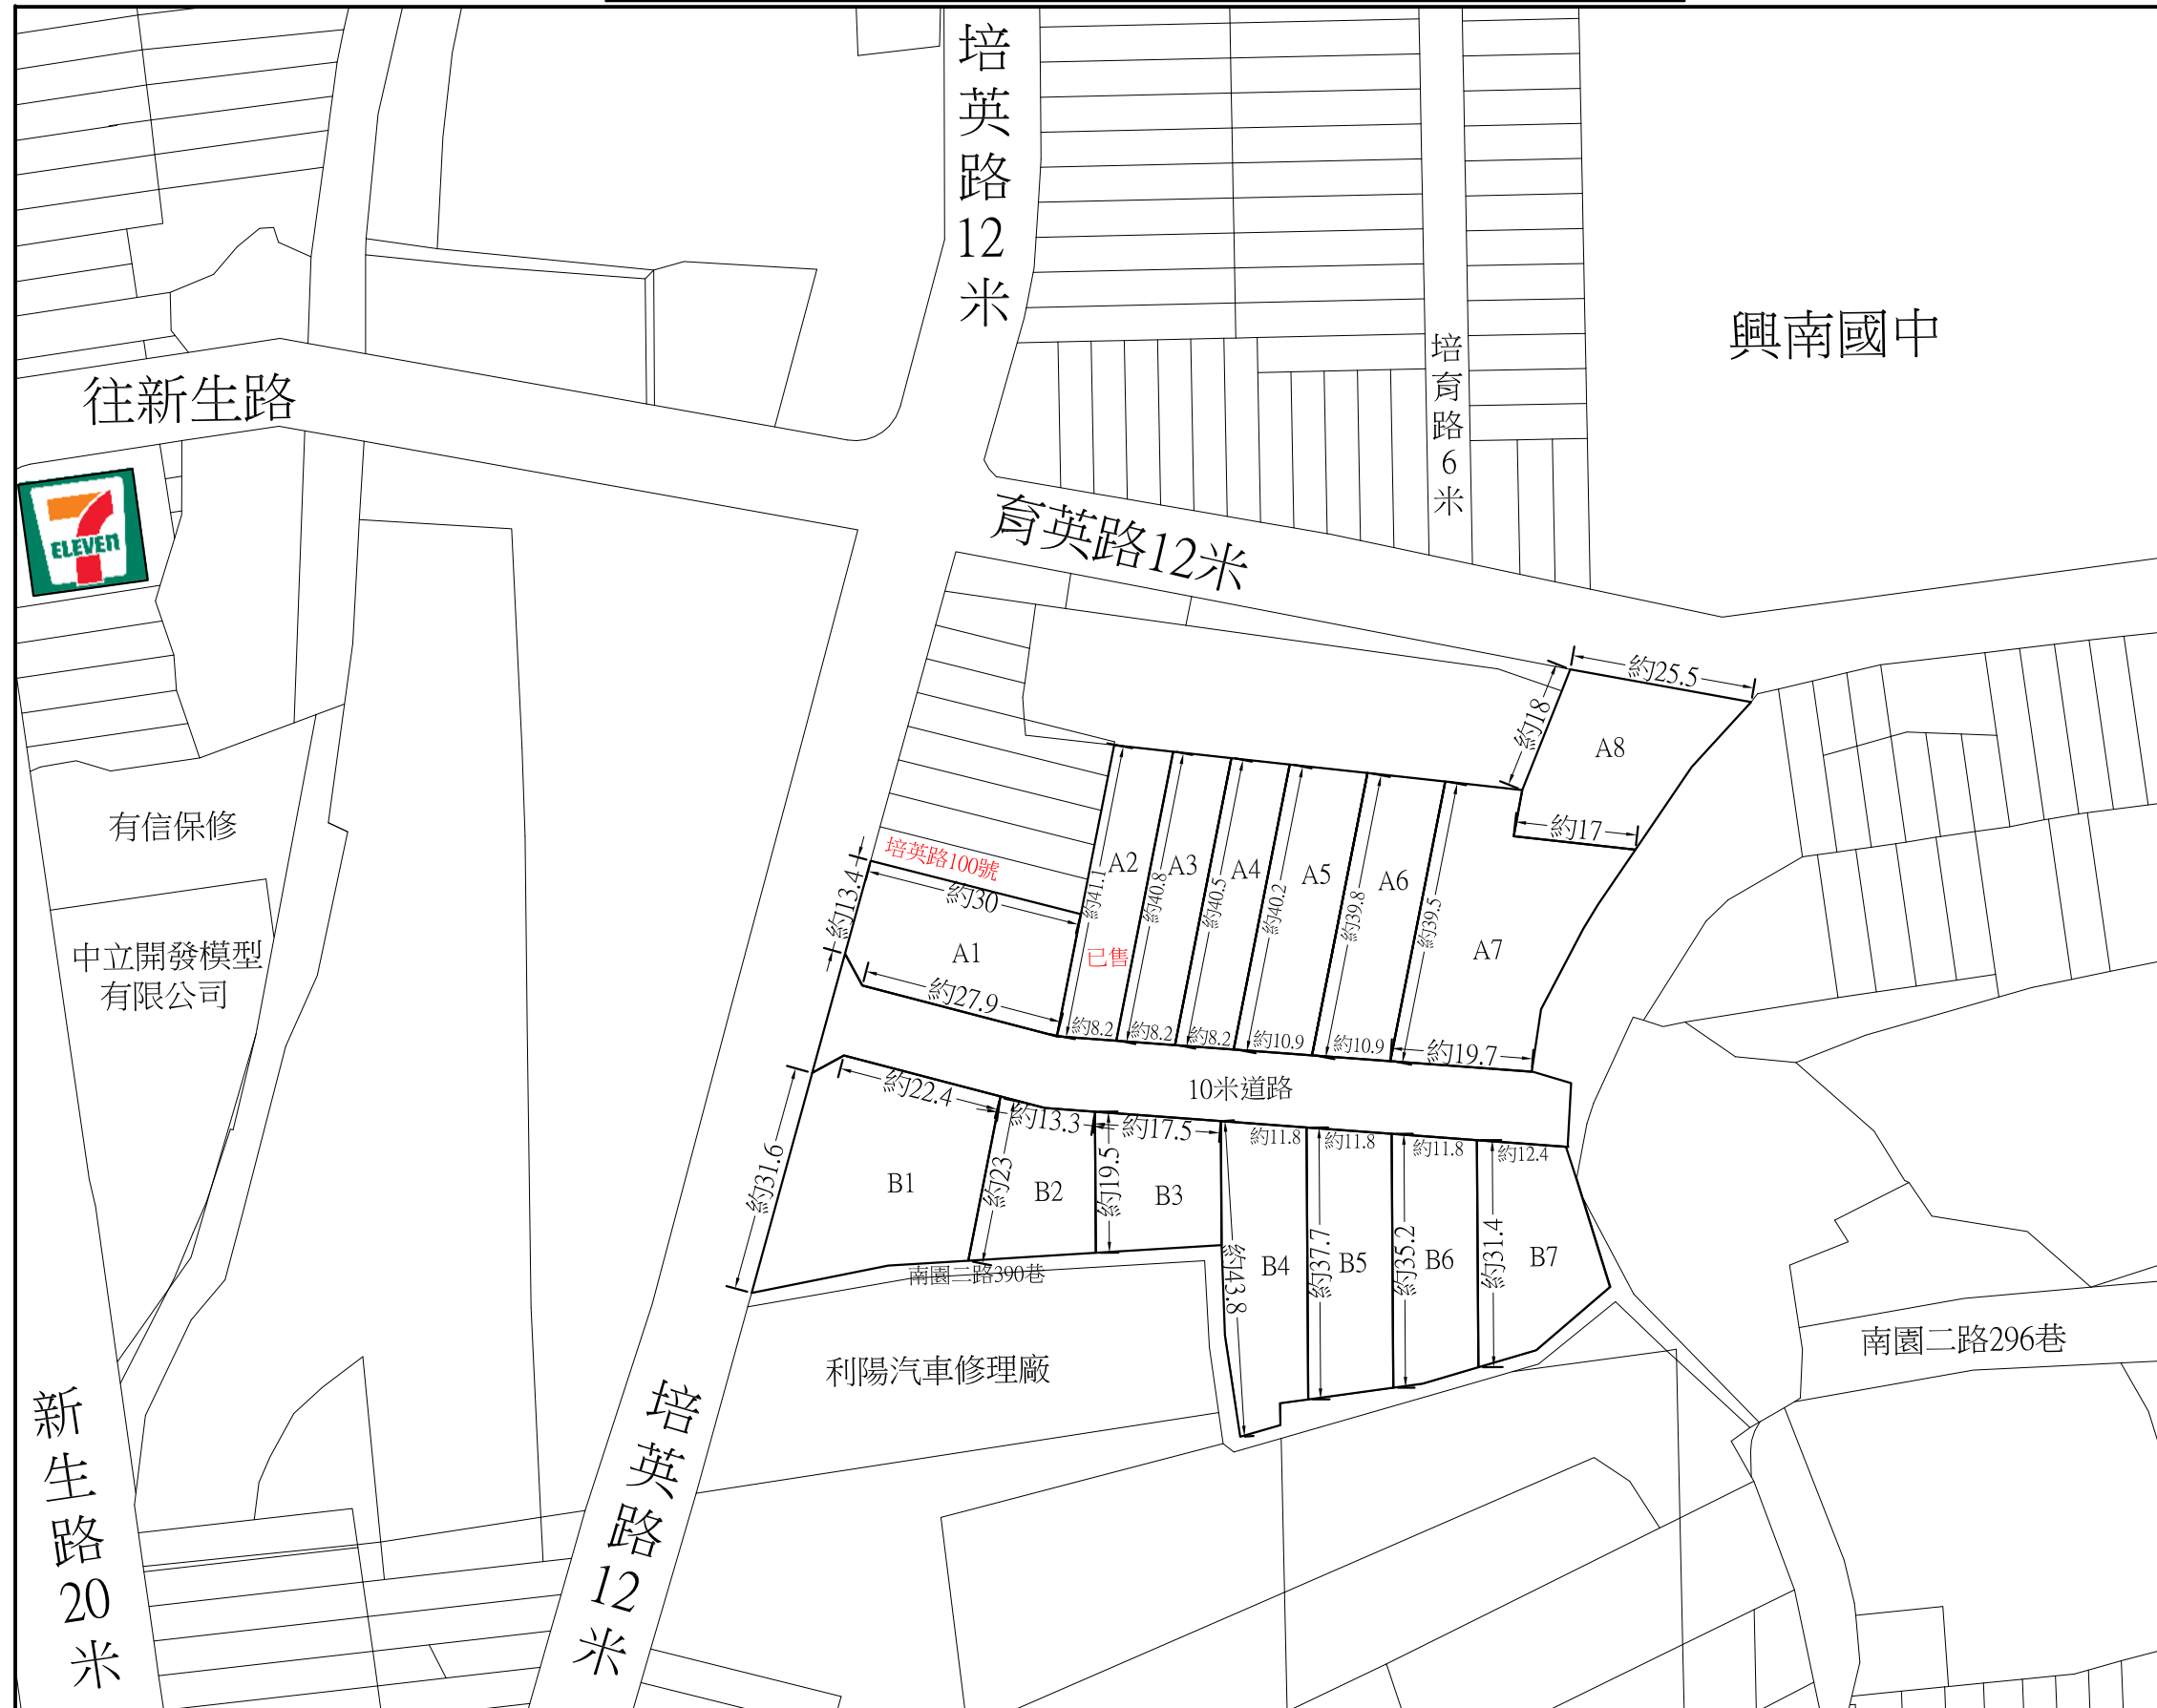 培英路12米
興南國中
培育路6米
往新生路
7
ELEVEn
育英路12米
約25.5
約18
A8
約17
有信保修
培英路100號
約13.4
約30
A1
約27.9
中立開發模型
有限公司
A2
A3
A4
A5
A6
A7
約41.1
約40.8
約40.5
約40.2
約39.8
約39.5
已售
約8.2
約8.2
約8.2
約10.9
約10.9
約19.7
10米道路
約22.4
約13.3
約17.5
約11.8
約11.8
約11.8
約12.4
約31.6
B1
約23
B2
約19.5
B3
約43.8
B4
約37.7
B5
約35.2
B6
約31.4
B7
南園二路390巷
利陽汽車修理廠
南園二路296巷
新生路20米
培英路12米